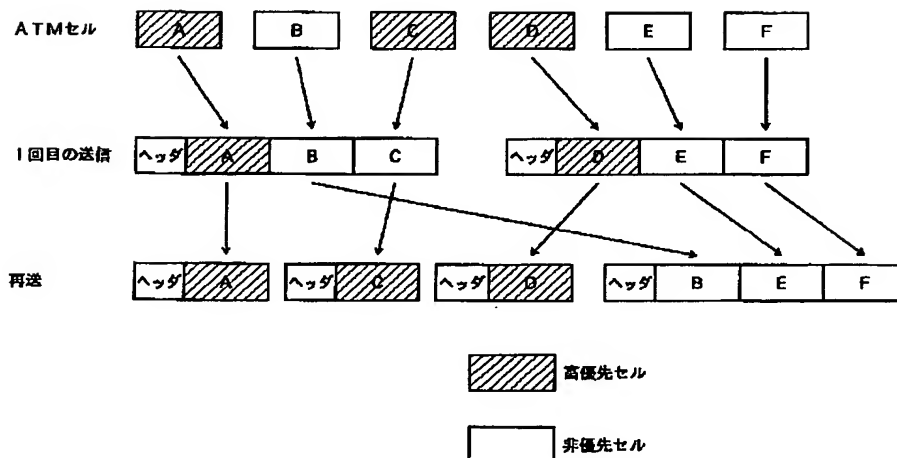 ATMセル A B C D E F
1回目の送信 ヘッダ A B C ヘッダ D E F
再送 ヘッダ A ヘッダ C ヘッダ D ヘッダ B E F
高優先セル
非優先セル